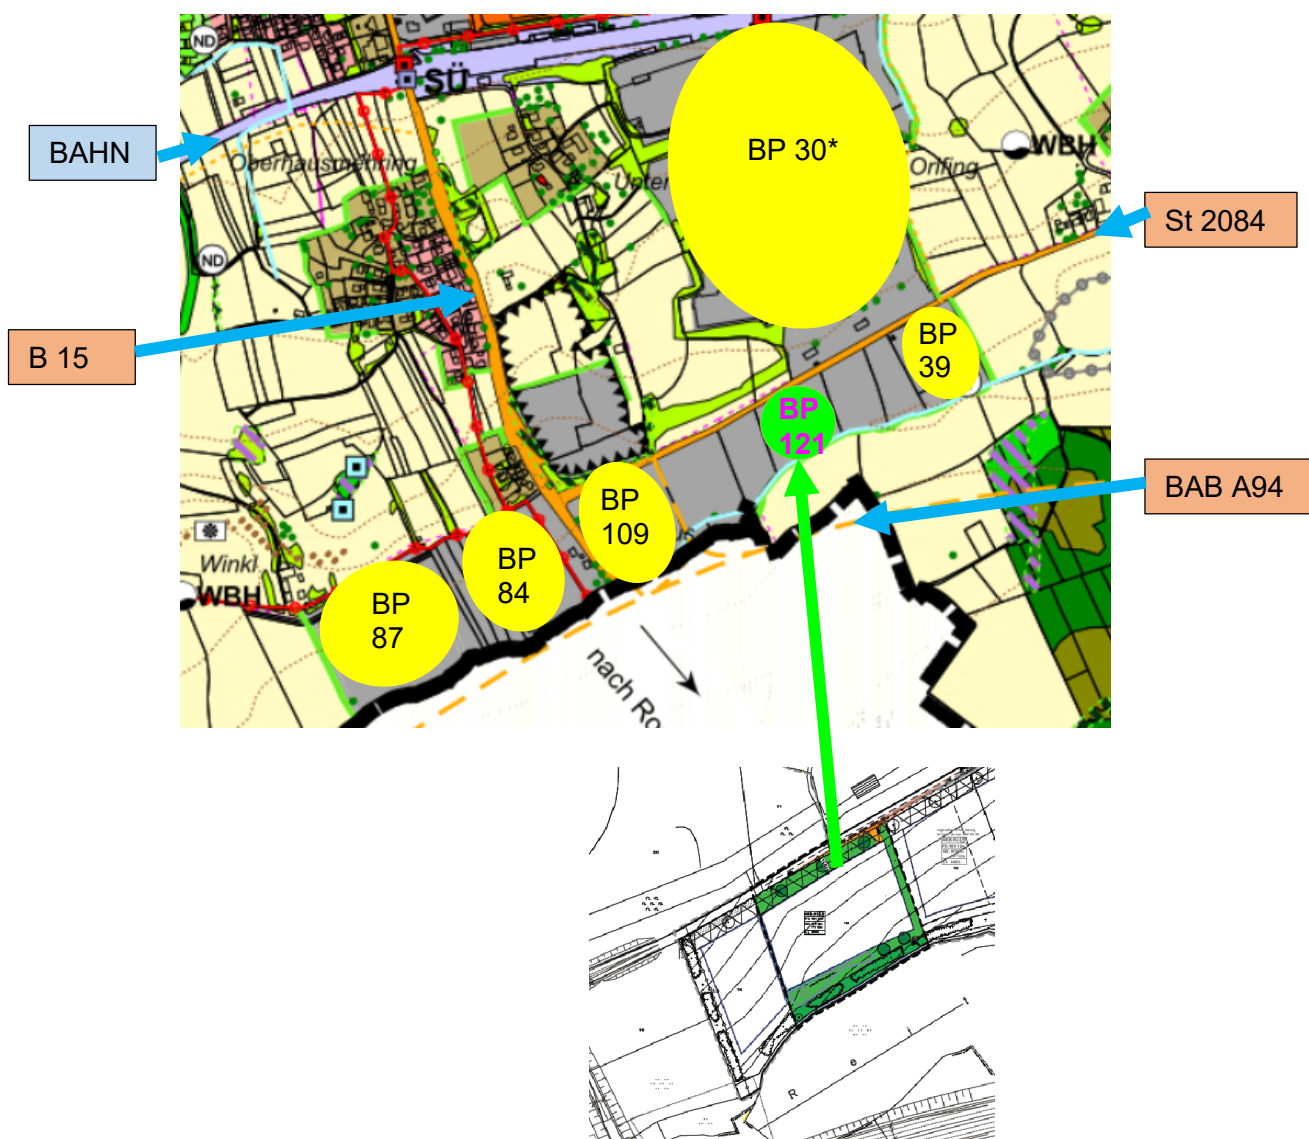 ND
SÜ
BAHN
Oberhausmehring
BP 30*
WBH
Unter
Orlfing
St 2084
ND
B 15
BP
39
BP
121
BAB A94
BP
109
Winkl
WBH
BP
84
BP
87
nach Ro
R e i t